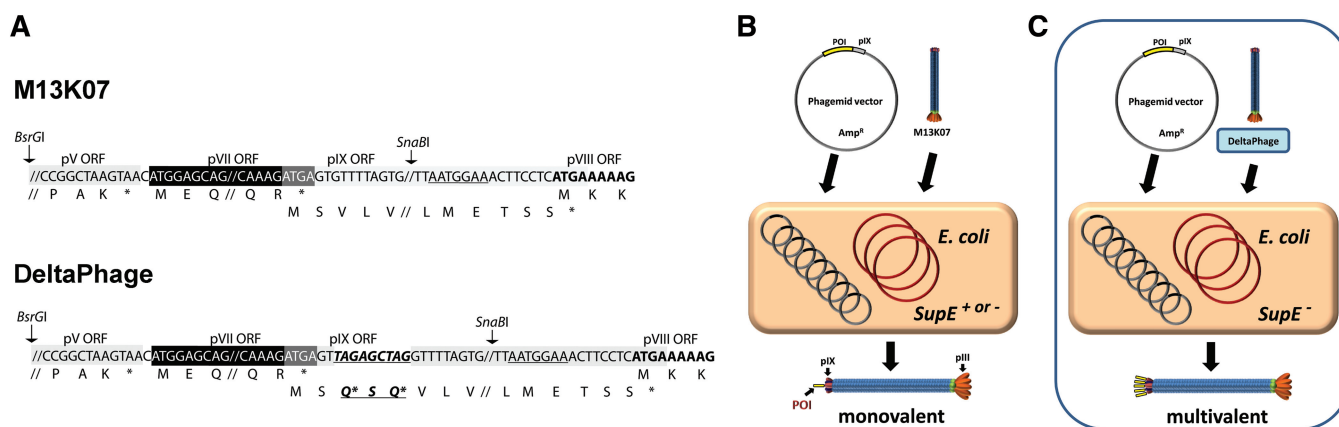 A
M13K07
BsrGI SnaBI
pV ORF pVII ORF pIX ORF pVIII ORF
//CCGGCTAAGTAACATGGAGCAG//CAAAGATGAGTGTTTTAGTG//TTAATGGAAACTTCCTCATGAAAAAG
// P A K * M E Q // Q R * M K K
M S V L V // L M E T S S *
DeltaPhage
BsrGI SnaBI
pV ORF pVII ORF pIX ORF pVIII ORF
//CCGGCTAAGTAACATGGAGCAG//CAAAGATGAGTTAGAGCTAGGTTTTAGTG//TTAATGGAAACTTCCTCATGAAAAAG
// P A K * M E Q // Q R * M K K
M S Q* S Q* V L V // L M E T S S *
B
POI pIX
Phagemid vector
AmpR
M13K07
E. coli
SupE + or -
pIX pIII
POI
monovalent
C
POI pIX
Phagemid vector
AmpR
DeltaPhage
E. coli
SupE -
multivalent